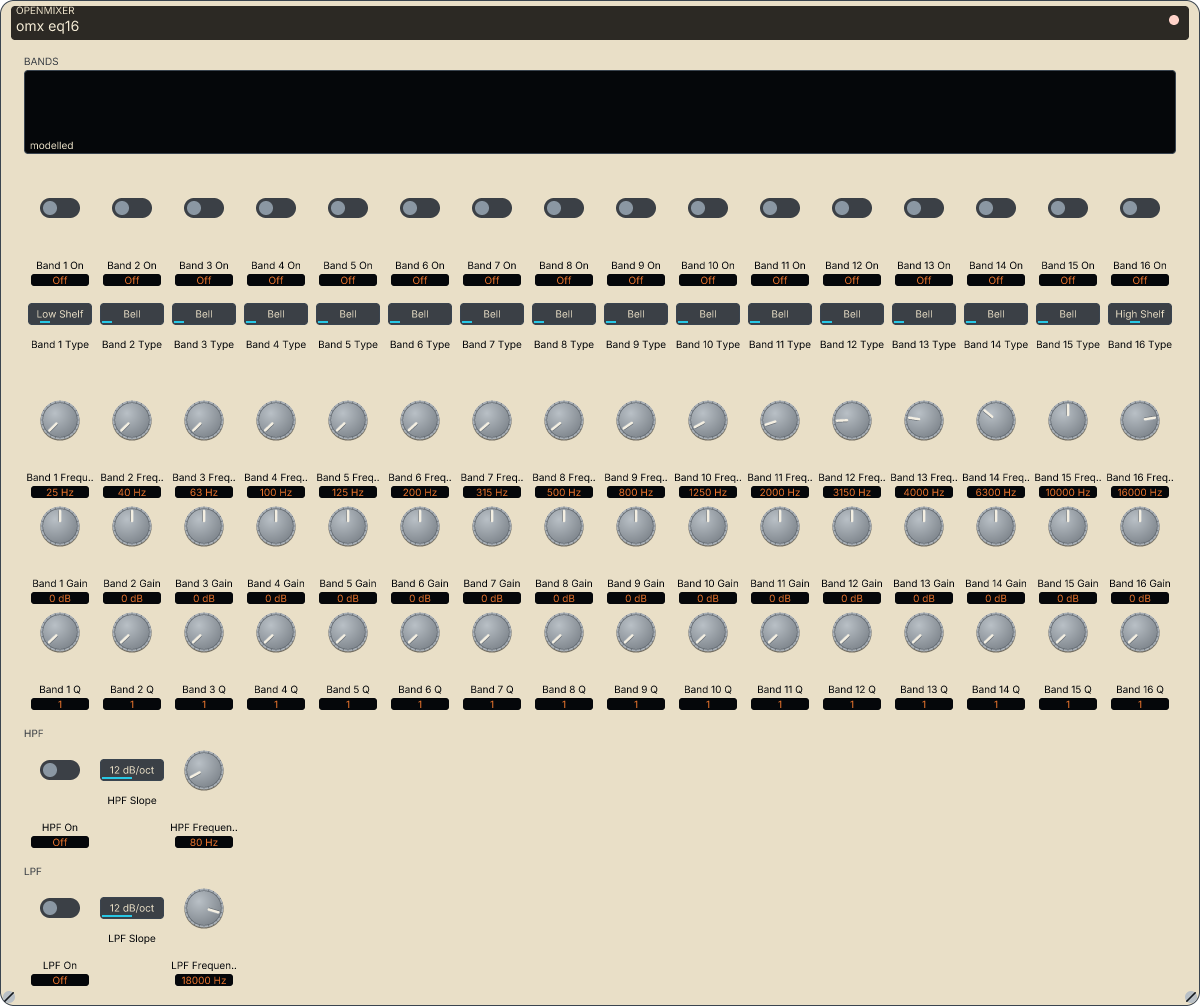 OPENMIXER
omx eq16
BANDS
modelled
Band 1 On Band 2 On Band 3 On Band 4 On Band 5 On Band 6 On Band 7 On Band 8 On Band 9 On Band 10 On Band 11 On Band 12 On Band 13 On Band 14 On Band 15 On Band 16 On
Off Off Off Off Off Off Off Off Off Off Off Off Off Off Off Off
Low Shelf Bell Bell Bell Bell Bell Bell Bell Bell Bell Bell Bell Bell Bell Bell High Shelf
Band 1 Type Band 2 Type Band 3 Type Band 4 Type Band 5 Type Band 6 Type Band 7 Type Band 8 Type Band 9 Type Band 10 Type Band 11 Type Band 12 Type Band 13 Type Band 14 Type Band 15 Type Band 16 Type
Band 1 Frequ.. Band 2 Freq.. Band 3 Freq.. Band 4 Freq.. Band 5 Freq.. Band 6 Freq.. Band 7 Freq.. Band 8 Freq.. Band 9 Freq.. Band 10 Freq.. Band 11 Freq.. Band 12 Freq.. Band 13 Freq.. Band 14 Freq.. Band 15 Freq.. Band 16 Freq..
25 Hz 40 Hz 63 Hz 100 Hz 125 Hz 200 Hz 315 Hz 500 Hz 800 Hz 1250 Hz 2000 Hz 3150 Hz 4000 Hz 6300 Hz 10000 Hz 16000 Hz
Band 1 Gain Band 2 Gain Band 3 Gain Band 4 Gain Band 5 Gain Band 6 Gain Band 7 Gain Band 8 Gain Band 9 Gain Band 10 Gain Band 11 Gain Band 12 Gain Band 13 Gain Band 14 Gain Band 15 Gain Band 16 Gain
0 dB 0 dB 0 dB 0 dB 0 dB 0 dB 0 dB 0 dB 0 dB 0 dB 0 dB 0 dB 0 dB 0 dB 0 dB 0 dB
Band 1 Q Band 2 Q Band 3 Q Band 4 Q Band 5 Q Band 6 Q Band 7 Q Band 8 Q Band 9 Q Band 10 Q Band 11 Q Band 12 Q Band 13 Q Band 14 Q Band 15 Q Band 16 Q
1 1 1 1 1 1 1 1 1 1 1 1 1 1 1 1
HPF
12 dB/oct
HPF Slope
HPF On HPF Frequen..
Off 80 Hz
LPF
12 dB/oct
LPF Slope
LPF On LPF Frequen..
Off 18000 Hz